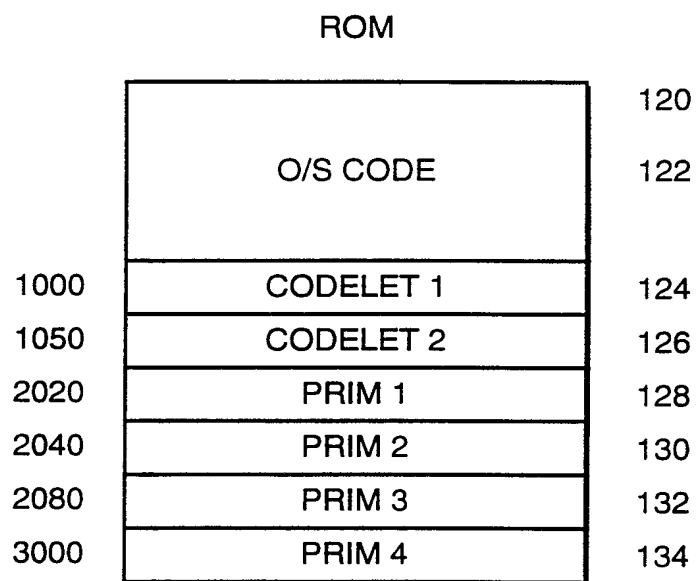 ROM
120
O/S CODE 122
1000 CODELET 1 124
1050 CODELET 2 126
2020 PRIM 1 128
2040 PRIM 2 130
2080 PRIM 3 132
3000 PRIM 4 134